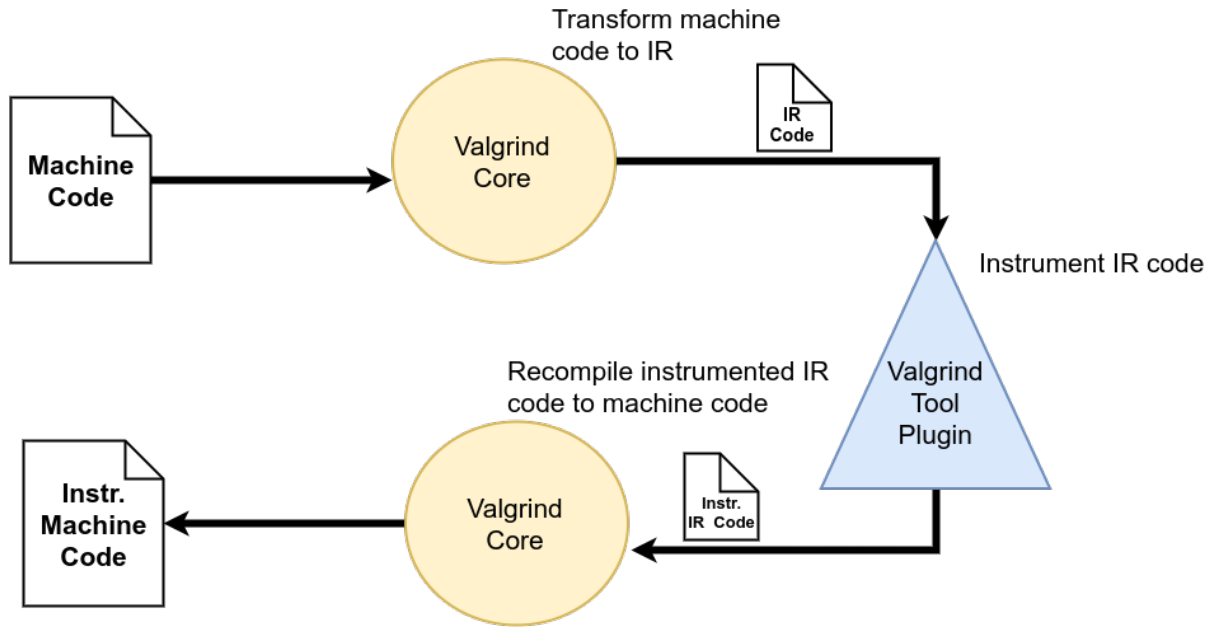 Transform machine
code to IR
IR
Code
Machine
Code
Valgrind
Core
Instrument IR code
Valgrind
Tool
Plugin
Recompile instrumented IR
code to machine code
Instr.
IR Code
Valgrind
Core
Instr.
Machine
Code